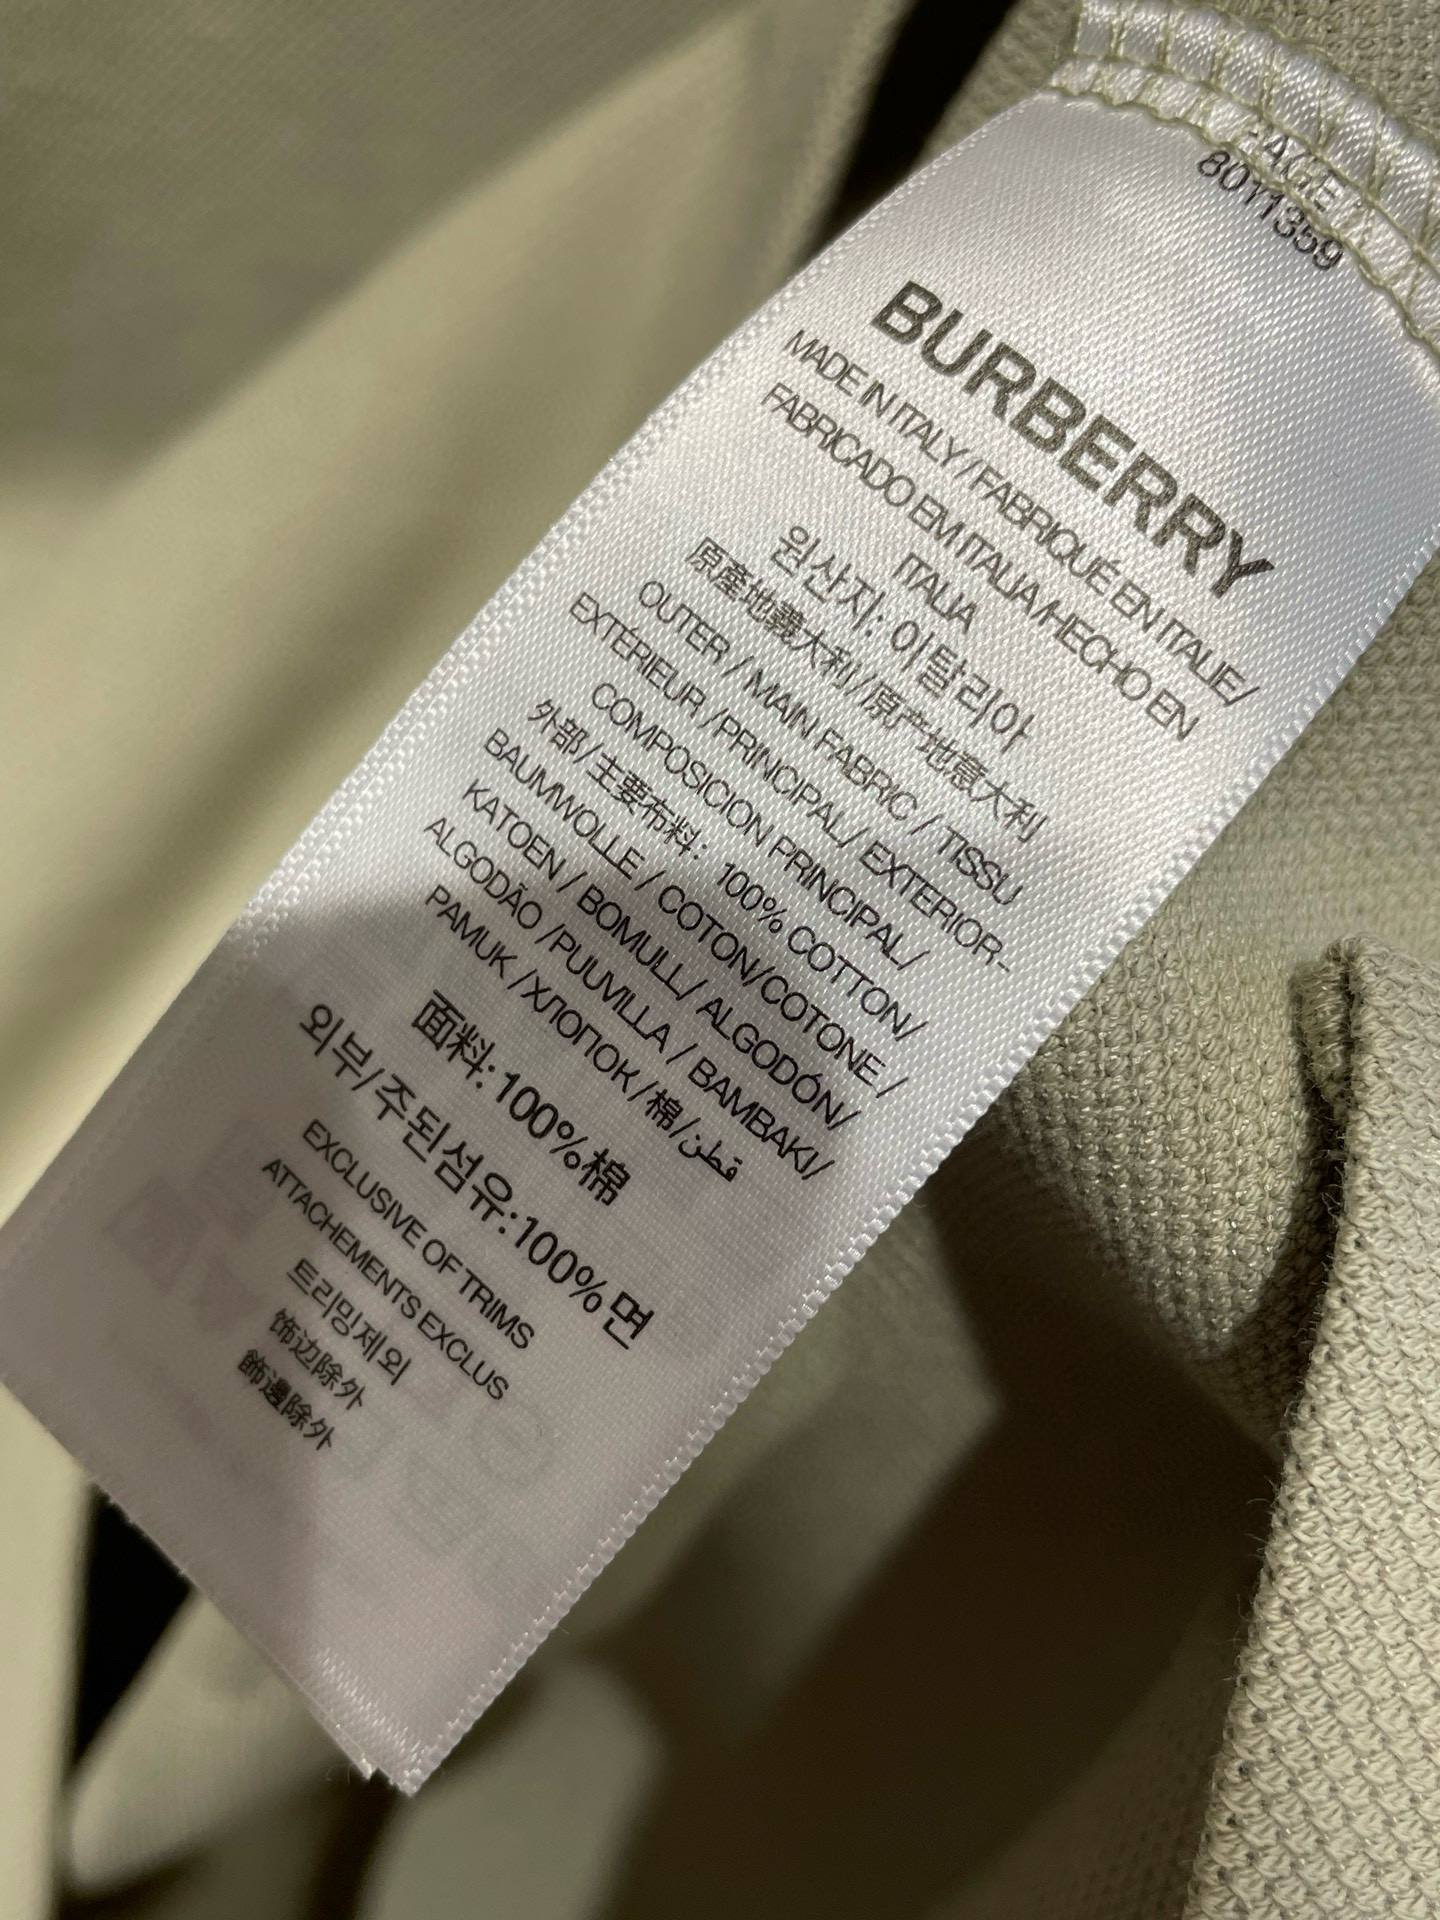 PAGE 1
8011359
BURBERRY
MADE IN ITALY / FABRIQUÉ EN ITALIE/
FABRICADO EM ITALIA/HECHO EN
ITALIA
원산지: 이탈리아
原產地義大利/原产地意大利
OUTER / MAIN FABRIC / TISSU
EXTÉRIEUR /PRINCIPAL/ EXTERIOR-
COMPOSICION PRINCIPAL/
外部/主要布料: 100% COTTON/
BAUMWOLLE / COTON/COTONE /
KATOEN / BOMULL/ ALGODÓN/
ALGODÃO /PUUVILLA / BAMBAKI/
PAMUK /ХЛОПОК /棉/قطن
面料: 100%棉
외부/주된섬유:100%면
EXCLUSIVE OF TRIMS
ATTACHEMENTS EXCLUS
트리밍제외
饰边除外
飾邊除外